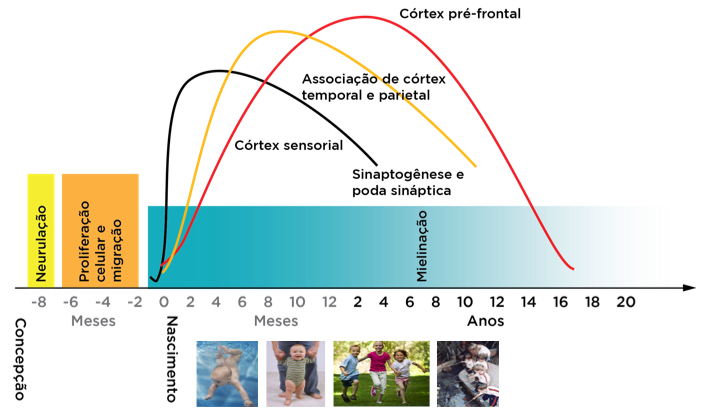 Córtex pré-frontal
Associação de córtex
temporal e parietal
Córtex sensorial
Sinaptogênese e
poda sináptica
Neurulação
Proliferação
celular e
migração
Mielinação
-8 -6 -4 -2 0 2 4 6 8 10 12 2 4 6 8 10 12 14 16 18 20
Meses Meses Anos
Concepção
Nascimento